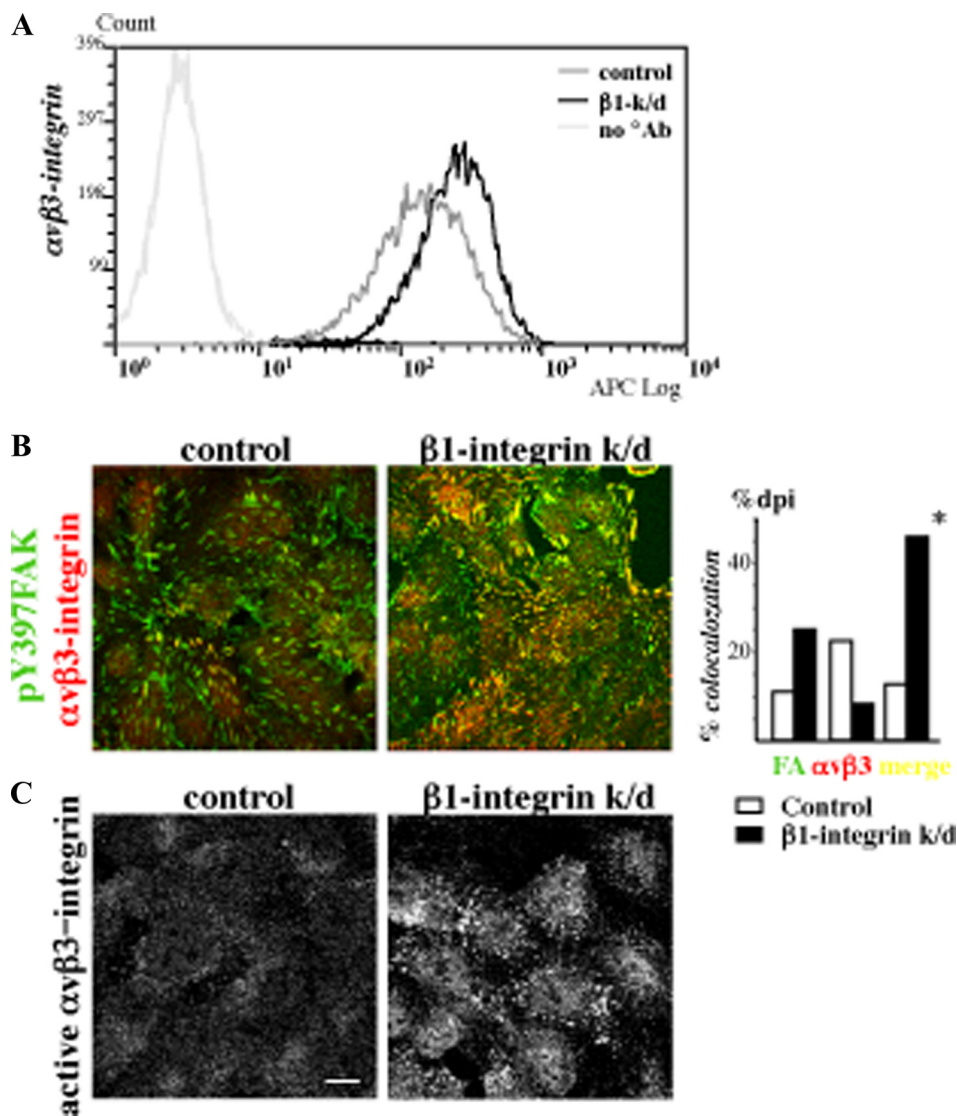 A
Count
396
297
198
99
αvβ3-integrin
control
β1-k/d
no °Ab
10⁰
10¹
10²
10³
10⁴
APC Log
B
control
β1-integrin k/d
pY397FAK
αvβ3-integrin
% dpi
*
40
20
% colocalozation
FA αvβ3 merge
Control
β1-integrin k/d
C
control
β1-integrin k/d
active αvβ3-integrin